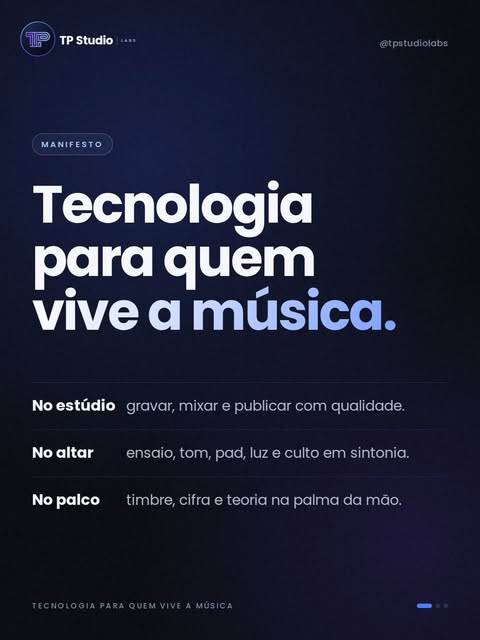 TP Studio LABS
@tpstudiolabs
MANIFESTO
Tecnologia
para quem
vive a música.
No estúdio gravar, mixar e publicar com qualidade.
No altar ensaio, tom, pad, luz e culto em sintonia.
No palco timbre, cifra e teoria na palma da mão.
TECNOLOGIA PARA QUEM VIVE A MÚSICA